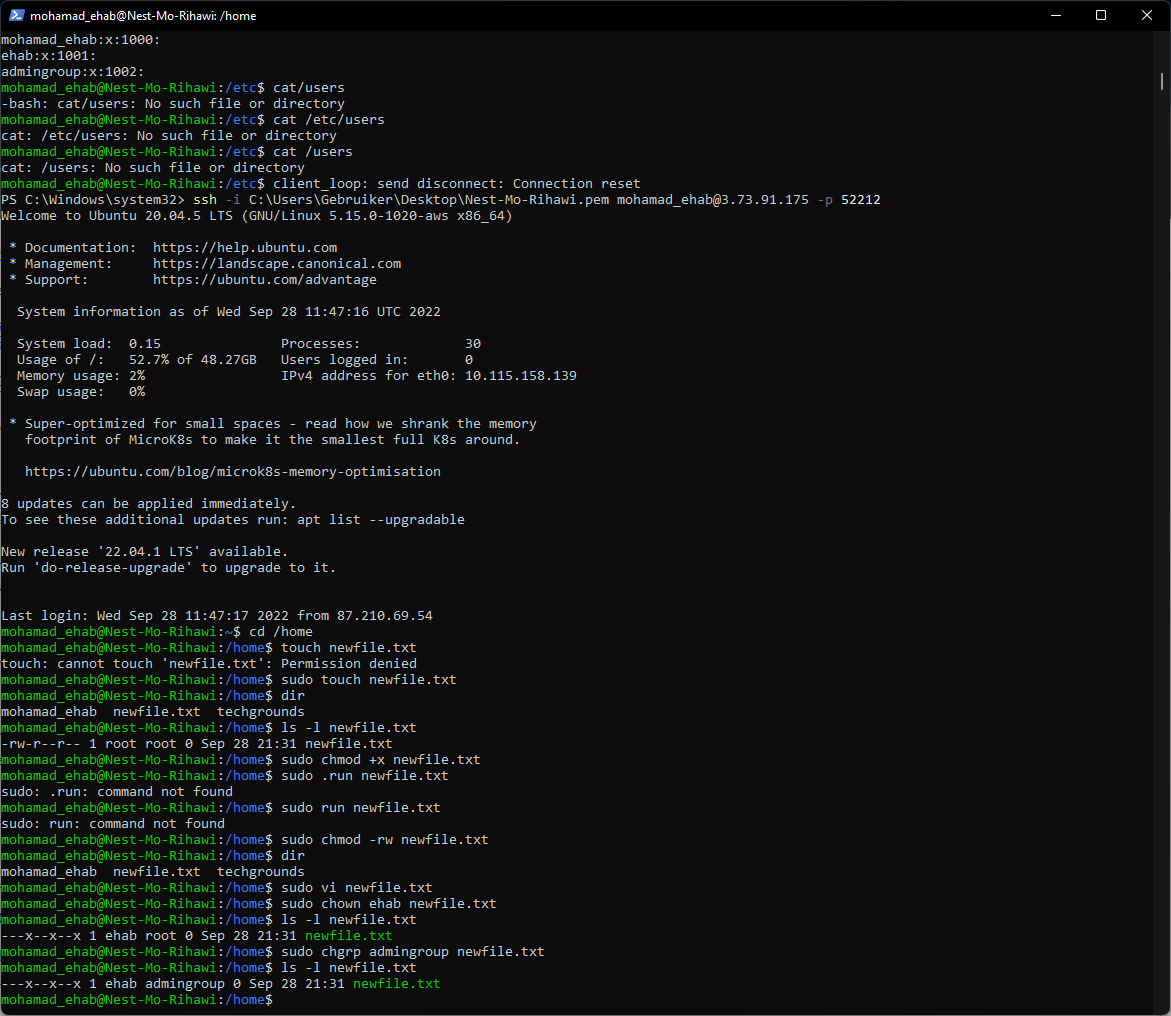 mohamad_ehab@Nest-Mo-Rihawi: /home
mohamad_ehab:x:1000:
ehab:x:1001:
admingroup:x:1002:
mohamad_ehab@Nest-Mo-Rihawi:/etc$ cat/users
-bash: cat/users: No such file or directory
mohamad_ehab@Nest-Mo-Rihawi:/etc$ cat /etc/users
cat: /etc/users: No such file or directory
mohamad_ehab@Nest-Mo-Rihawi:/etc$ cat /users
cat: /users: No such file or directory
mohamad_ehab@Nest-Mo-Rihawi:/etc$ client_loop: send disconnect: Connection reset
PS C:\Windows\system32> ssh -i C:\Users\Gebruiker\Desktop\Nest-Mo-Rihawi.pem mohamad_ehab@3.73.91.175 -p 52212
Welcome to Ubuntu 20.04.5 LTS (GNU/Linux 5.15.0-1020-aws x86_64)

 * Documentation:  https://help.ubuntu.com
 * Management:     https://landscape.canonical.com
 * Support:        https://ubuntu.com/advantage

  System information as of Wed Sep 28 11:47:16 UTC 2022

  System load:  0.15               Processes:             30
  Usage of /:   52.7% of 48.27GB   Users logged in:       0
  Memory usage: 2%                 IPv4 address for eth0: 10.115.158.139
  Swap usage:   0%

 * Super-optimized for small spaces - read how we shrank the memory
   footprint of MicroK8s to make it the smallest full K8s around.

   https://ubuntu.com/blog/microk8s-memory-optimisation

8 updates can be applied immediately.
To see these additional updates run: apt list --upgradable

New release '22.04.1 LTS' available.
Run 'do-release-upgrade' to upgrade to it.

Last login: Wed Sep 28 11:47:17 2022 from 87.210.69.54
mohamad_ehab@Nest-Mo-Rihawi:~$ cd /home
mohamad_ehab@Nest-Mo-Rihawi:/home$ touch newfile.txt
touch: cannot touch 'newfile.txt': Permission denied
mohamad_ehab@Nest-Mo-Rihawi:/home$ sudo touch newfile.txt
mohamad_ehab@Nest-Mo-Rihawi:/home$ dir
mohamad_ehab  newfile.txt  techgrounds
mohamad_ehab@Nest-Mo-Rihawi:/home$ ls -l newfile.txt
-rw-r--r-- 1 root root 0 Sep 28 21:31 newfile.txt
mohamad_ehab@Nest-Mo-Rihawi:/home$ sudo chmod +x newfile.txt
mohamad_ehab@Nest-Mo-Rihawi:/home$ sudo .run newfile.txt
sudo: .run: command not found
mohamad_ehab@Nest-Mo-Rihawi:/home$ sudo run newfile.txt
sudo: run: command not found
mohamad_ehab@Nest-Mo-Rihawi:/home$ sudo chmod -rw newfile.txt
mohamad_ehab@Nest-Mo-Rihawi:/home$ dir
mohamad_ehab  newfile.txt  techgrounds
mohamad_ehab@Nest-Mo-Rihawi:/home$ sudo vi newfile.txt
mohamad_ehab@Nest-Mo-Rihawi:/home$ sudo chown ehab newfile.txt
mohamad_ehab@Nest-Mo-Rihawi:/home$ ls -l newfile.txt
---x--x--x 1 ehab root 0 Sep 28 21:31 newfile.txt
mohamad_ehab@Nest-Mo-Rihawi:/home$ sudo chgrp admingroup newfile.txt
mohamad_ehab@Nest-Mo-Rihawi:/home$ ls -l newfile.txt
---x--x--x 1 ehab admingroup 0 Sep 28 21:31 newfile.txt
mohamad_ehab@Nest-Mo-Rihawi:/home$